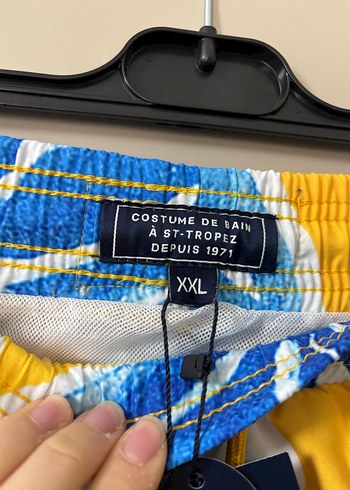 COSTUME DE BAIN
À ST-TROPEZ
DEPUIS 1971
XXL